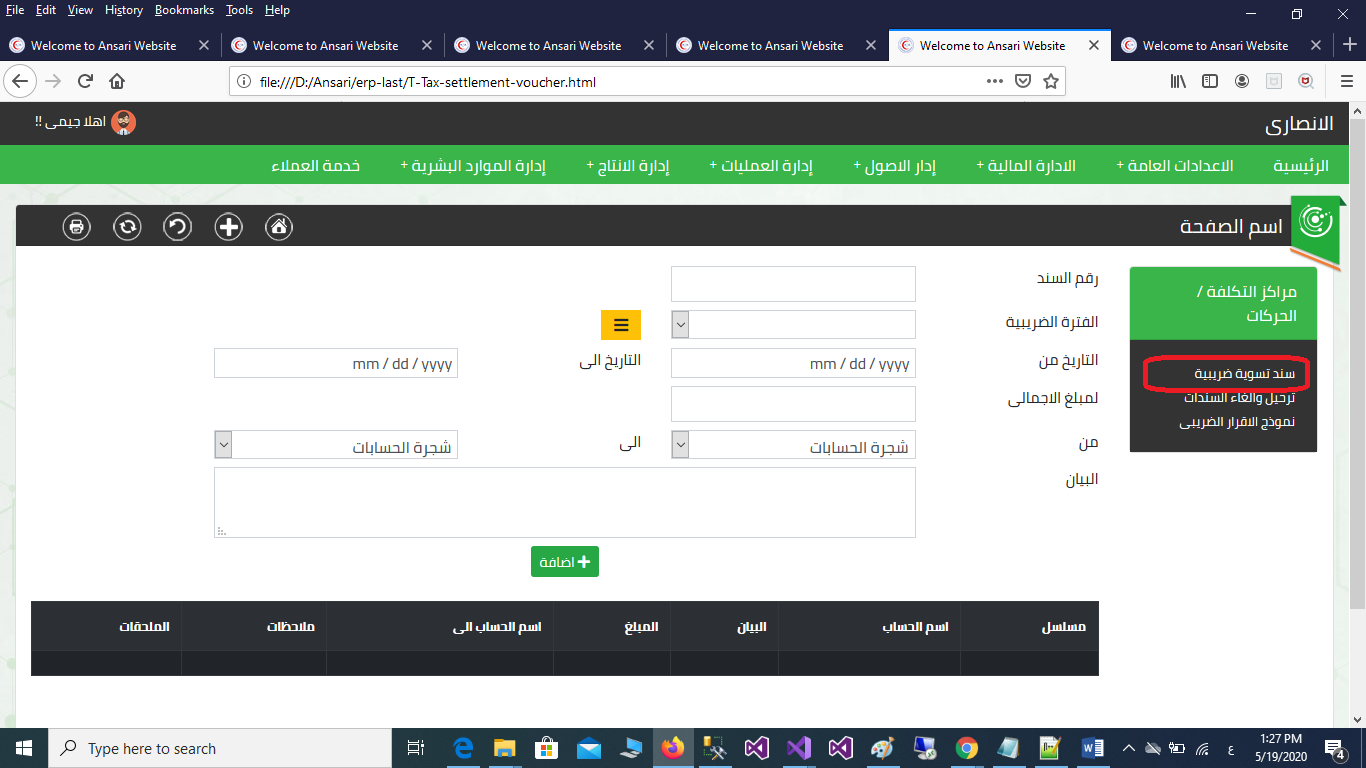 File Edit View History Bookmarks Tools Help
Welcome to Ansari Website
Welcome to Ansari Website
Welcome to Ansari Website
Welcome to Ansari Website
Welcome to Ansari Website
Welcome to Ansari Website
file:///D:/Ansari/erp-last/T-Tax-settlement-voucher.html
الانصارى
اهلا جيمى !!
الرئيسية
الاعدادات العامة +
الادارة المالية +
إدار الاصول +
إدارة العمليات +
إدارة الانتاج +
إدارة الموارد البشرية +
خدمة العملاء
اسم الصفحة
مراكز التكلفة /
الحركات
سند تسوية ضريبية
ترحيل والغاء السندات
نموذج الاقرار الضريبى
رقم السند
الفترة الضريبية
التاريخ من
mm / dd / yyyy
التاريخ الى
mm / dd / yyyy
لمبلغ الاجمالى
من
شجرة الحسابات
الى
شجرة الحسابات
البيان
اضافة
مسلسل
اسم الحساب
البيان
المبلغ
اسم الحساب الى
ملاحظات
الملحقات
Type here to search
ع
1:27 PM
5/19/2020
4